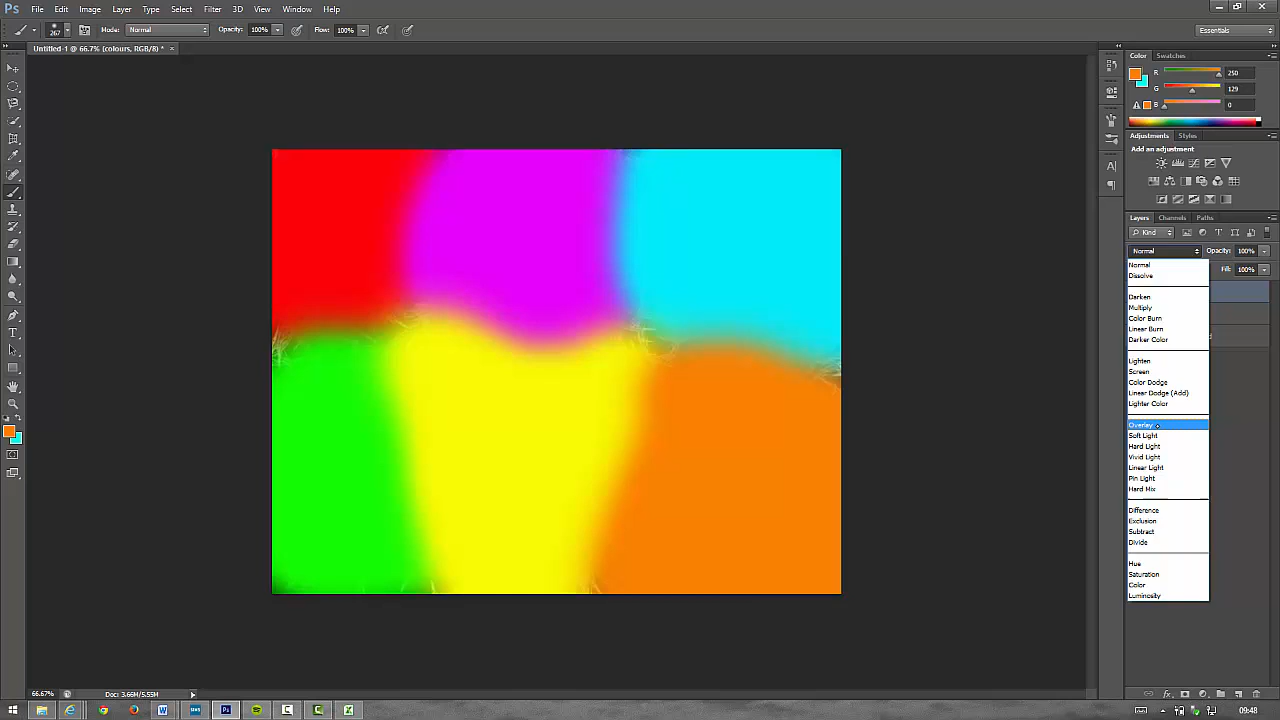 Ps File Edit Image Layer Type Select Filter 3D View Window Help
267 Mode: Normal Opacity: 100% Flow: 100% Essentials
Untitled-1 @ 66.7% (colours, RGB/8) * ×
Color Swatches
R 250
G 129
B 0
Adjustments Styles
Add an adjustment
Layers Channels Paths
Kind
Normal Opacity: 100%
Fill: 100%
Normal
Dissolve
Darken
Multiply
Color Burn
Linear Burn
Darker Color
Lighten
Screen
Color Dodge
Linear Dodge (Add)
Lighter Color
Overlay
Soft Light
Hard Light
Vivid Light
Linear Light
Pin Light
Hard Mix
Difference
Exclusion
Subtract
Divide
Hue
Saturation
Color
Luminosity
66.67% Doc: 3.66M/5.55M
09:48